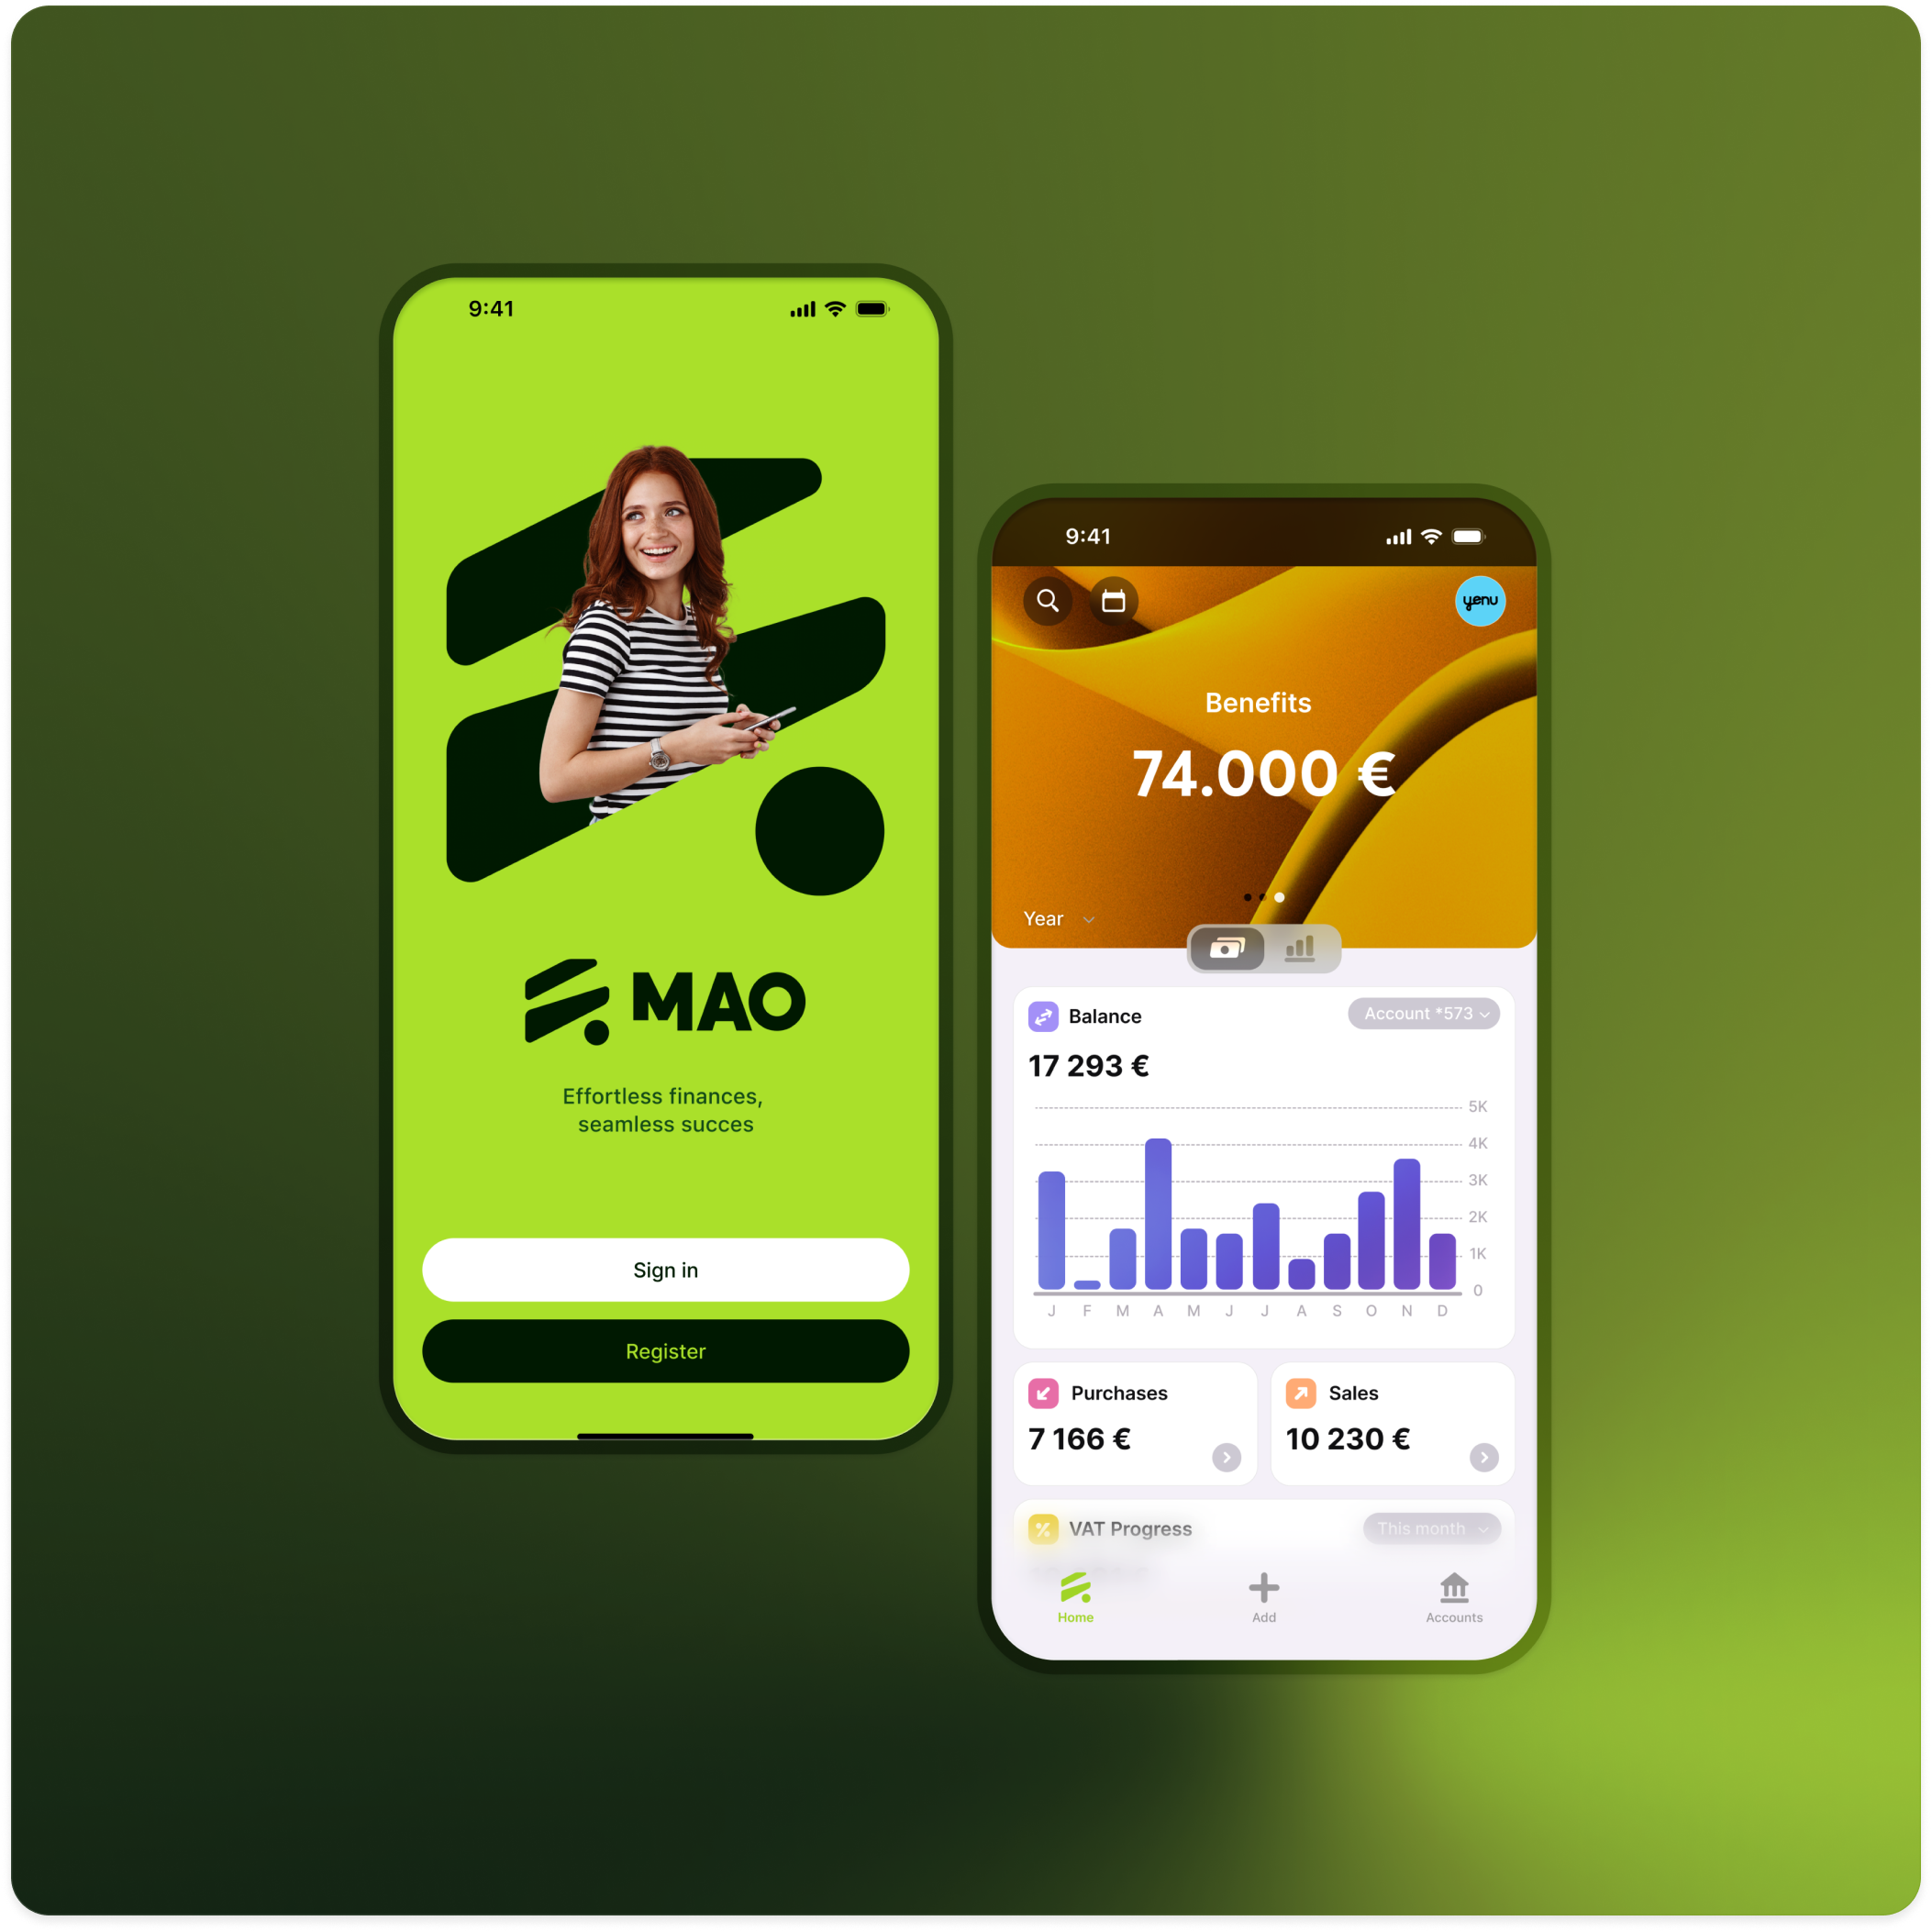 9:41
MAO
Effortless finances,
seamless succes
Sign in
Register
9:41
yenu
Benefits
74.000 €
Year
Balance
Account *573
17 293 €
5K
4K
3K
2K
1K
0
J F M A M J J A S O N D
Purchases
7 166 €
Sales
10 230 €
VAT Progress
This month
Home
Add
Accounts